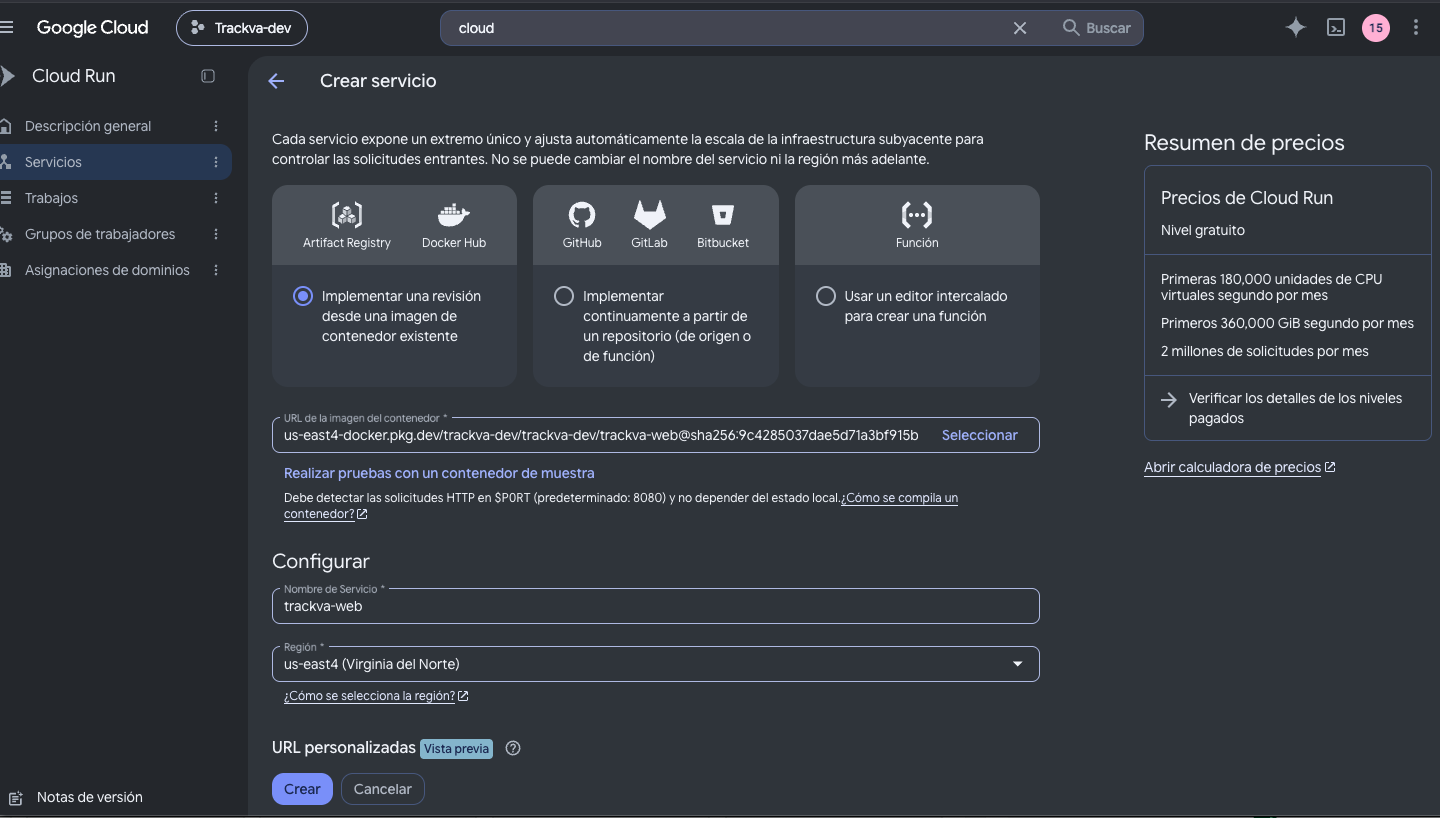 Google Cloud
Trackva-dev
cloud
Buscar
15
Cloud Run
Descripción general
Servicios
Trabajos
Grupos de trabajadores
Asignaciones de dominios
Notas de versión
Crear servicio
Cada servicio expone un extremo único y ajusta automáticamente la escala de la infraestructura subyacente para
controlar las solicitudes entrantes. No se puede cambiar el nombre del servicio ni la región más adelante.
Artifact Registry
Docker Hub
Implementar una revisión
desde una imagen de
contenedor existente
GitHub
GitLab
Bitbucket
Implementar
continuamente a partir de
un repositorio (de origen o
de función)
Función
Usar un editor intercalado
para crear una función
URL de la imagen del contenedor *
us-east4-docker.pkg.dev/trackva-dev/trackva-dev/trackva-web@sha256:9c4285037dae5d71a3bf915b
Seleccionar
Realizar pruebas con un contenedor de muestra
Debe detectar las solicitudes HTTP en $PORT (predeterminado: 8080) y no depender del estado local.¿Cómo se compila un
contenedor?
Configurar
Nombre de Servicio *
trackva-web
Región *
us-east4 (Virginia del Norte)
¿Cómo se selecciona la región?
URL personalizadas Vista previa
Crear
Cancelar
Resumen de precios
Precios de Cloud Run
Nivel gratuito
Primeras 180,000 unidades de CPU
virtuales segundo por mes
Primeros 360,000 GiB segundo por mes
2 millones de solicitudes por mes
Verificar los detalles de los niveles
pagados
Abrir calculadora de precios